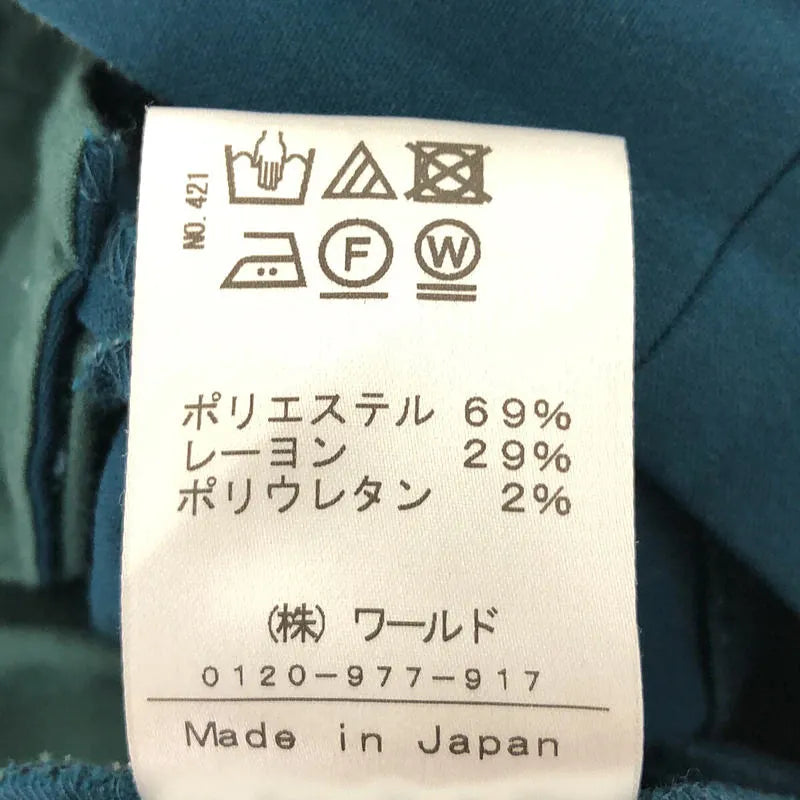 NO.421
F W
ポリエステル 69%
レーヨン 29%
ポリウレタン 2%
(株) ワールド
0120-977-917
Made in Japan